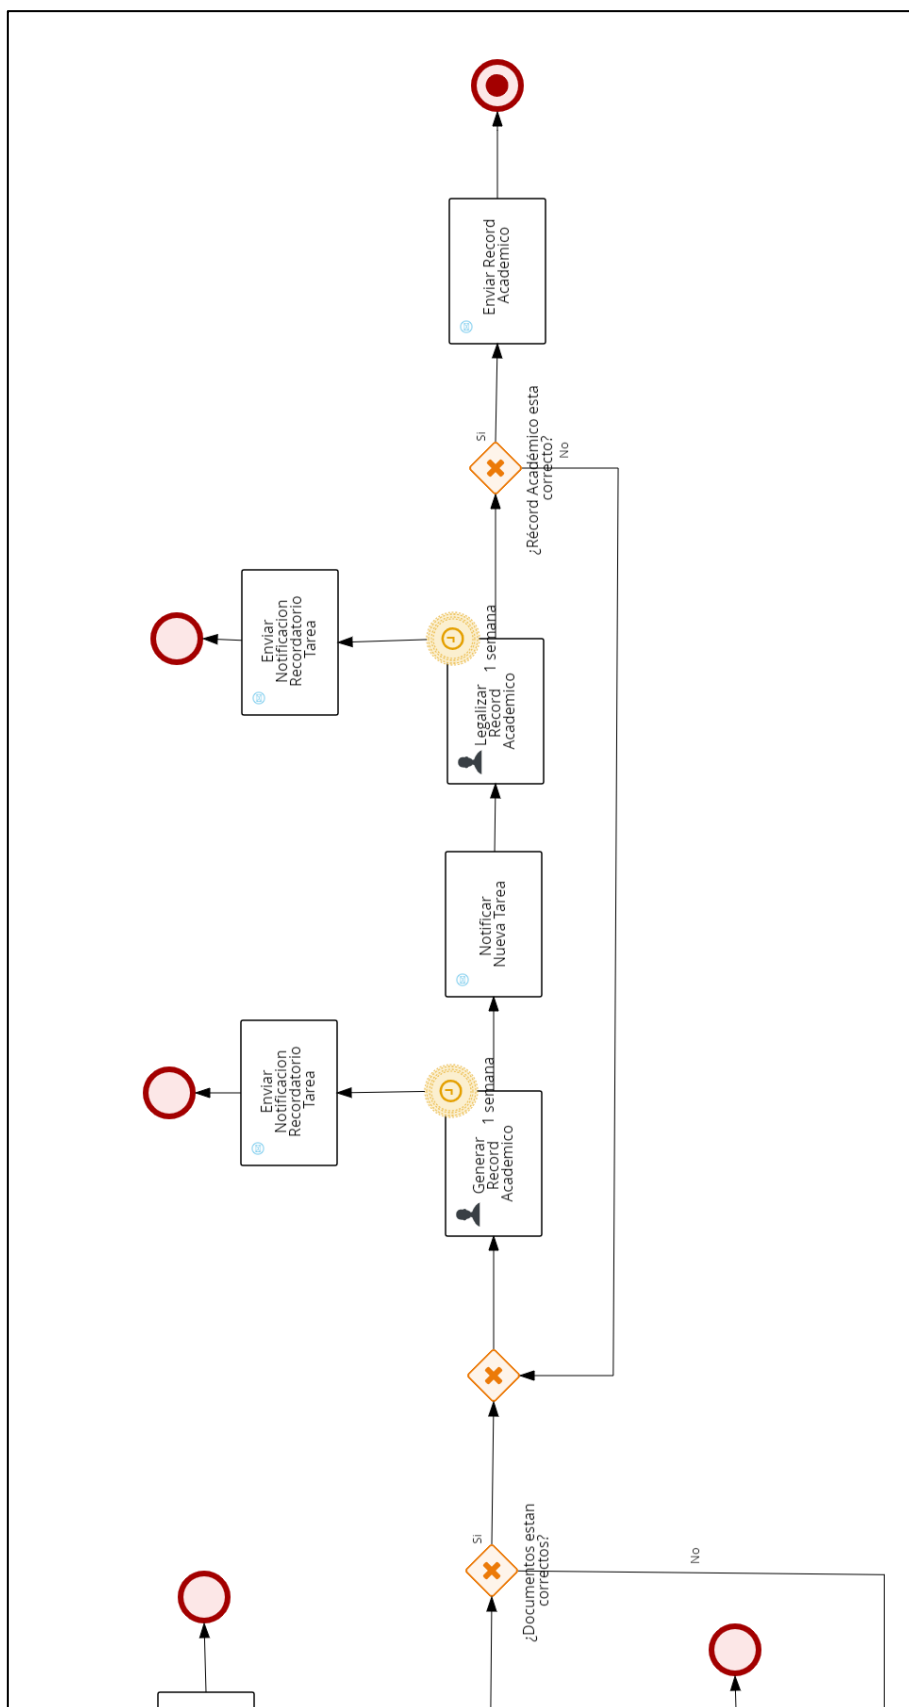 ¿Documentos estan
correctos?
Si
No
Generar
Record
Academico
1 semana
Enviar
Notificacion
Recordatorio
Tarea
Notificar
Nueva Tarea
Legalizar
Record
Academico
1 semana
Enviar
Notificacion
Recordatorio
Tarea
¿Récord Académico esta
correcto?
Si
No
Enviar Record
Academico